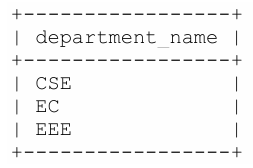 +-----------------+
| department_name |
+-----------------+
| CSE             |
| EC              |
| EEE             |
+-----------------+